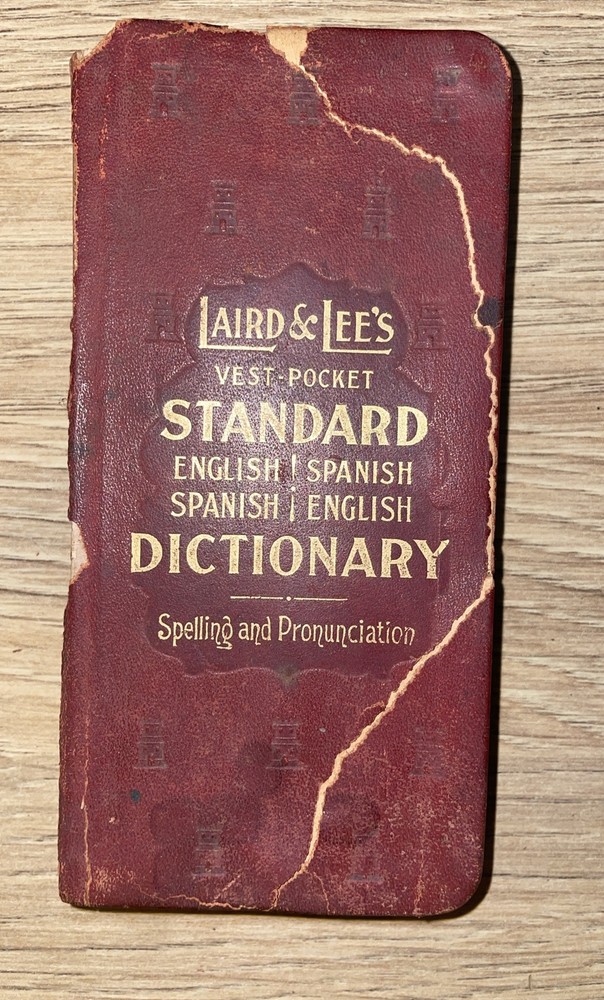 LAIRD & LEE'S
VEST-POCKET
STANDARD
ENGLISH | SPANISH
SPANISH | ENGLISH
DICTIONARY
Spelling and Pronunciation